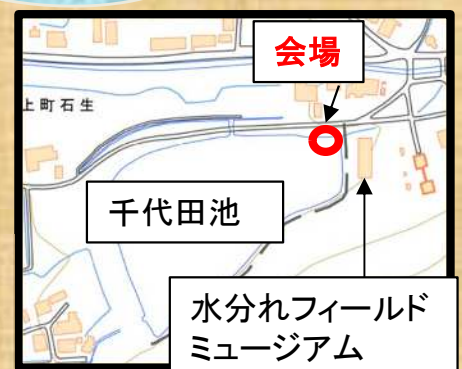 会場
上町石生
千代田池
水分れフィールド
ミュージアム